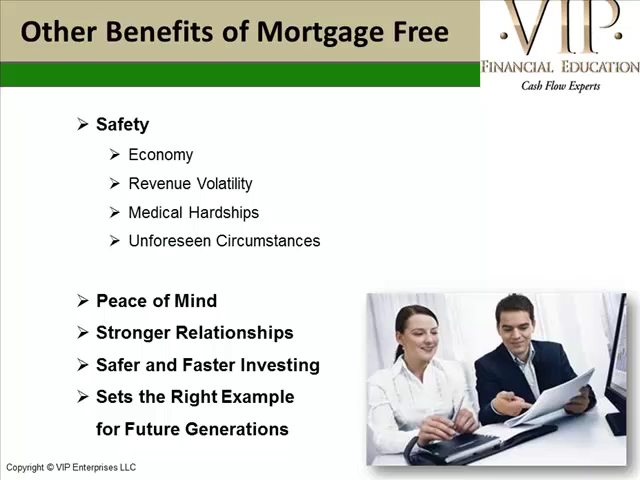 Other Benefits of Mortgage Free
VIP
FINANCIAL EDUCATION
Cash Flow Experts
Safety
Economy
Revenue Volatility
Medical Hardships
Unforeseen Circumstances
Peace of Mind
Stronger Relationships
Safer and Faster Investing
Sets the Right Example
for Future Generations
Copyright © VIP Enterprises LLC